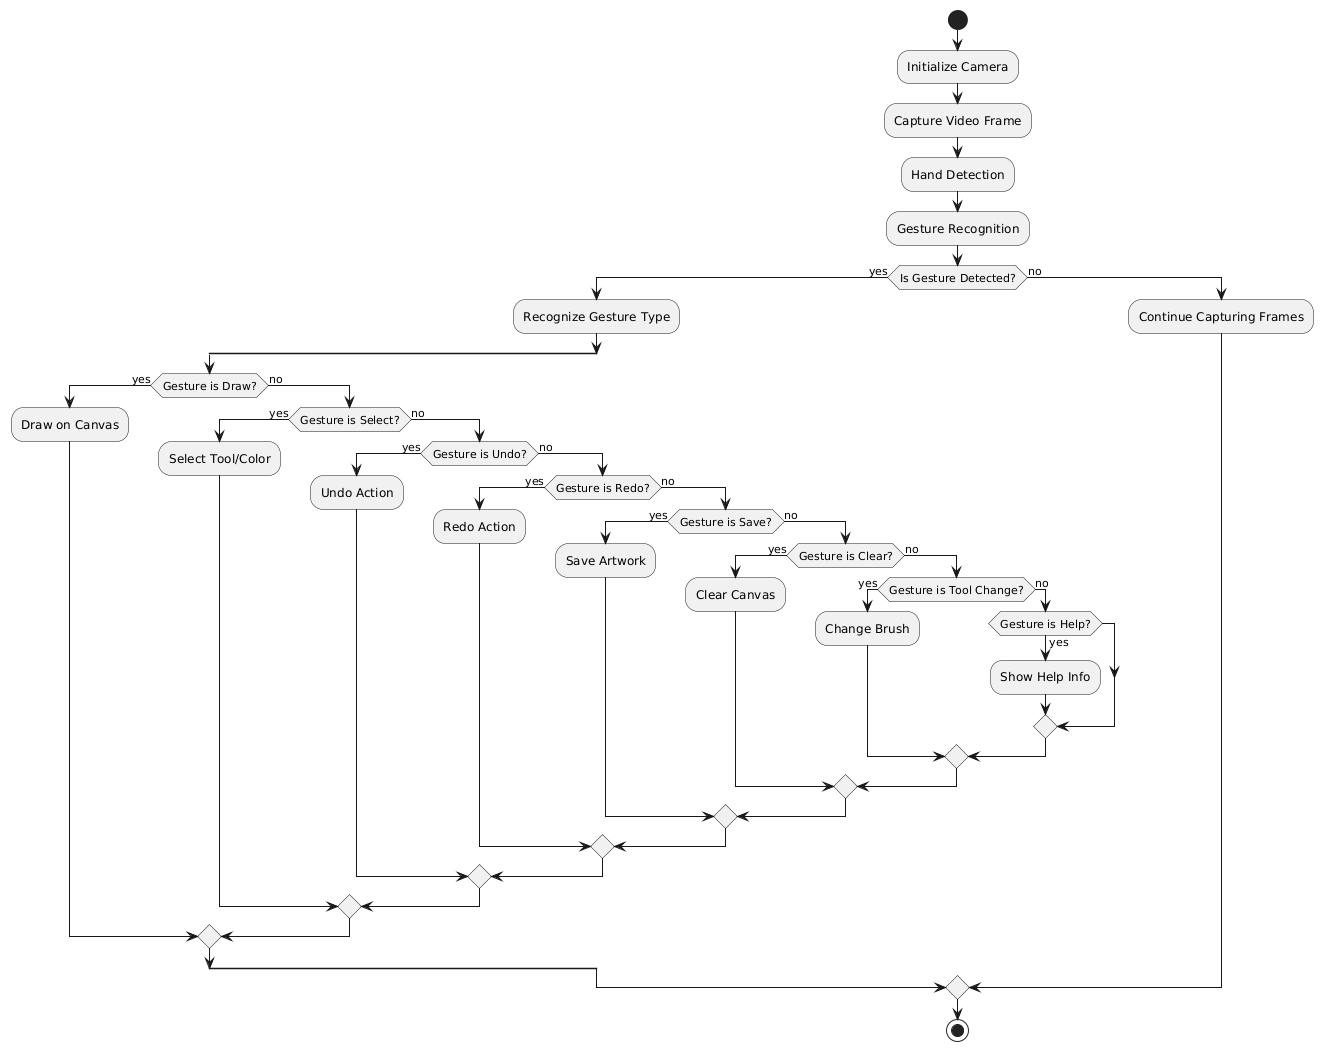 Initialize Camera
Capture Video Frame
Hand Detection
Gesture Recognition
yes
Is Gesture Detected?
no
Recognize Gesture Type
Continue Capturing Frames
yes
Gesture is Draw?
no
Draw on Canvas
yes
Gesture is Select?
no
Select Tool/Color
yes
Gesture is Undo?
no
Undo Action
yes
Gesture is Redo?
no
Redo Action
yes
Gesture is Save?
no
Save Artwork
yes
Gesture is Clear?
no
Clear Canvas
yes
Gesture is Tool Change?
no
Change Brush
Gesture is Help?
yes
Show Help Info